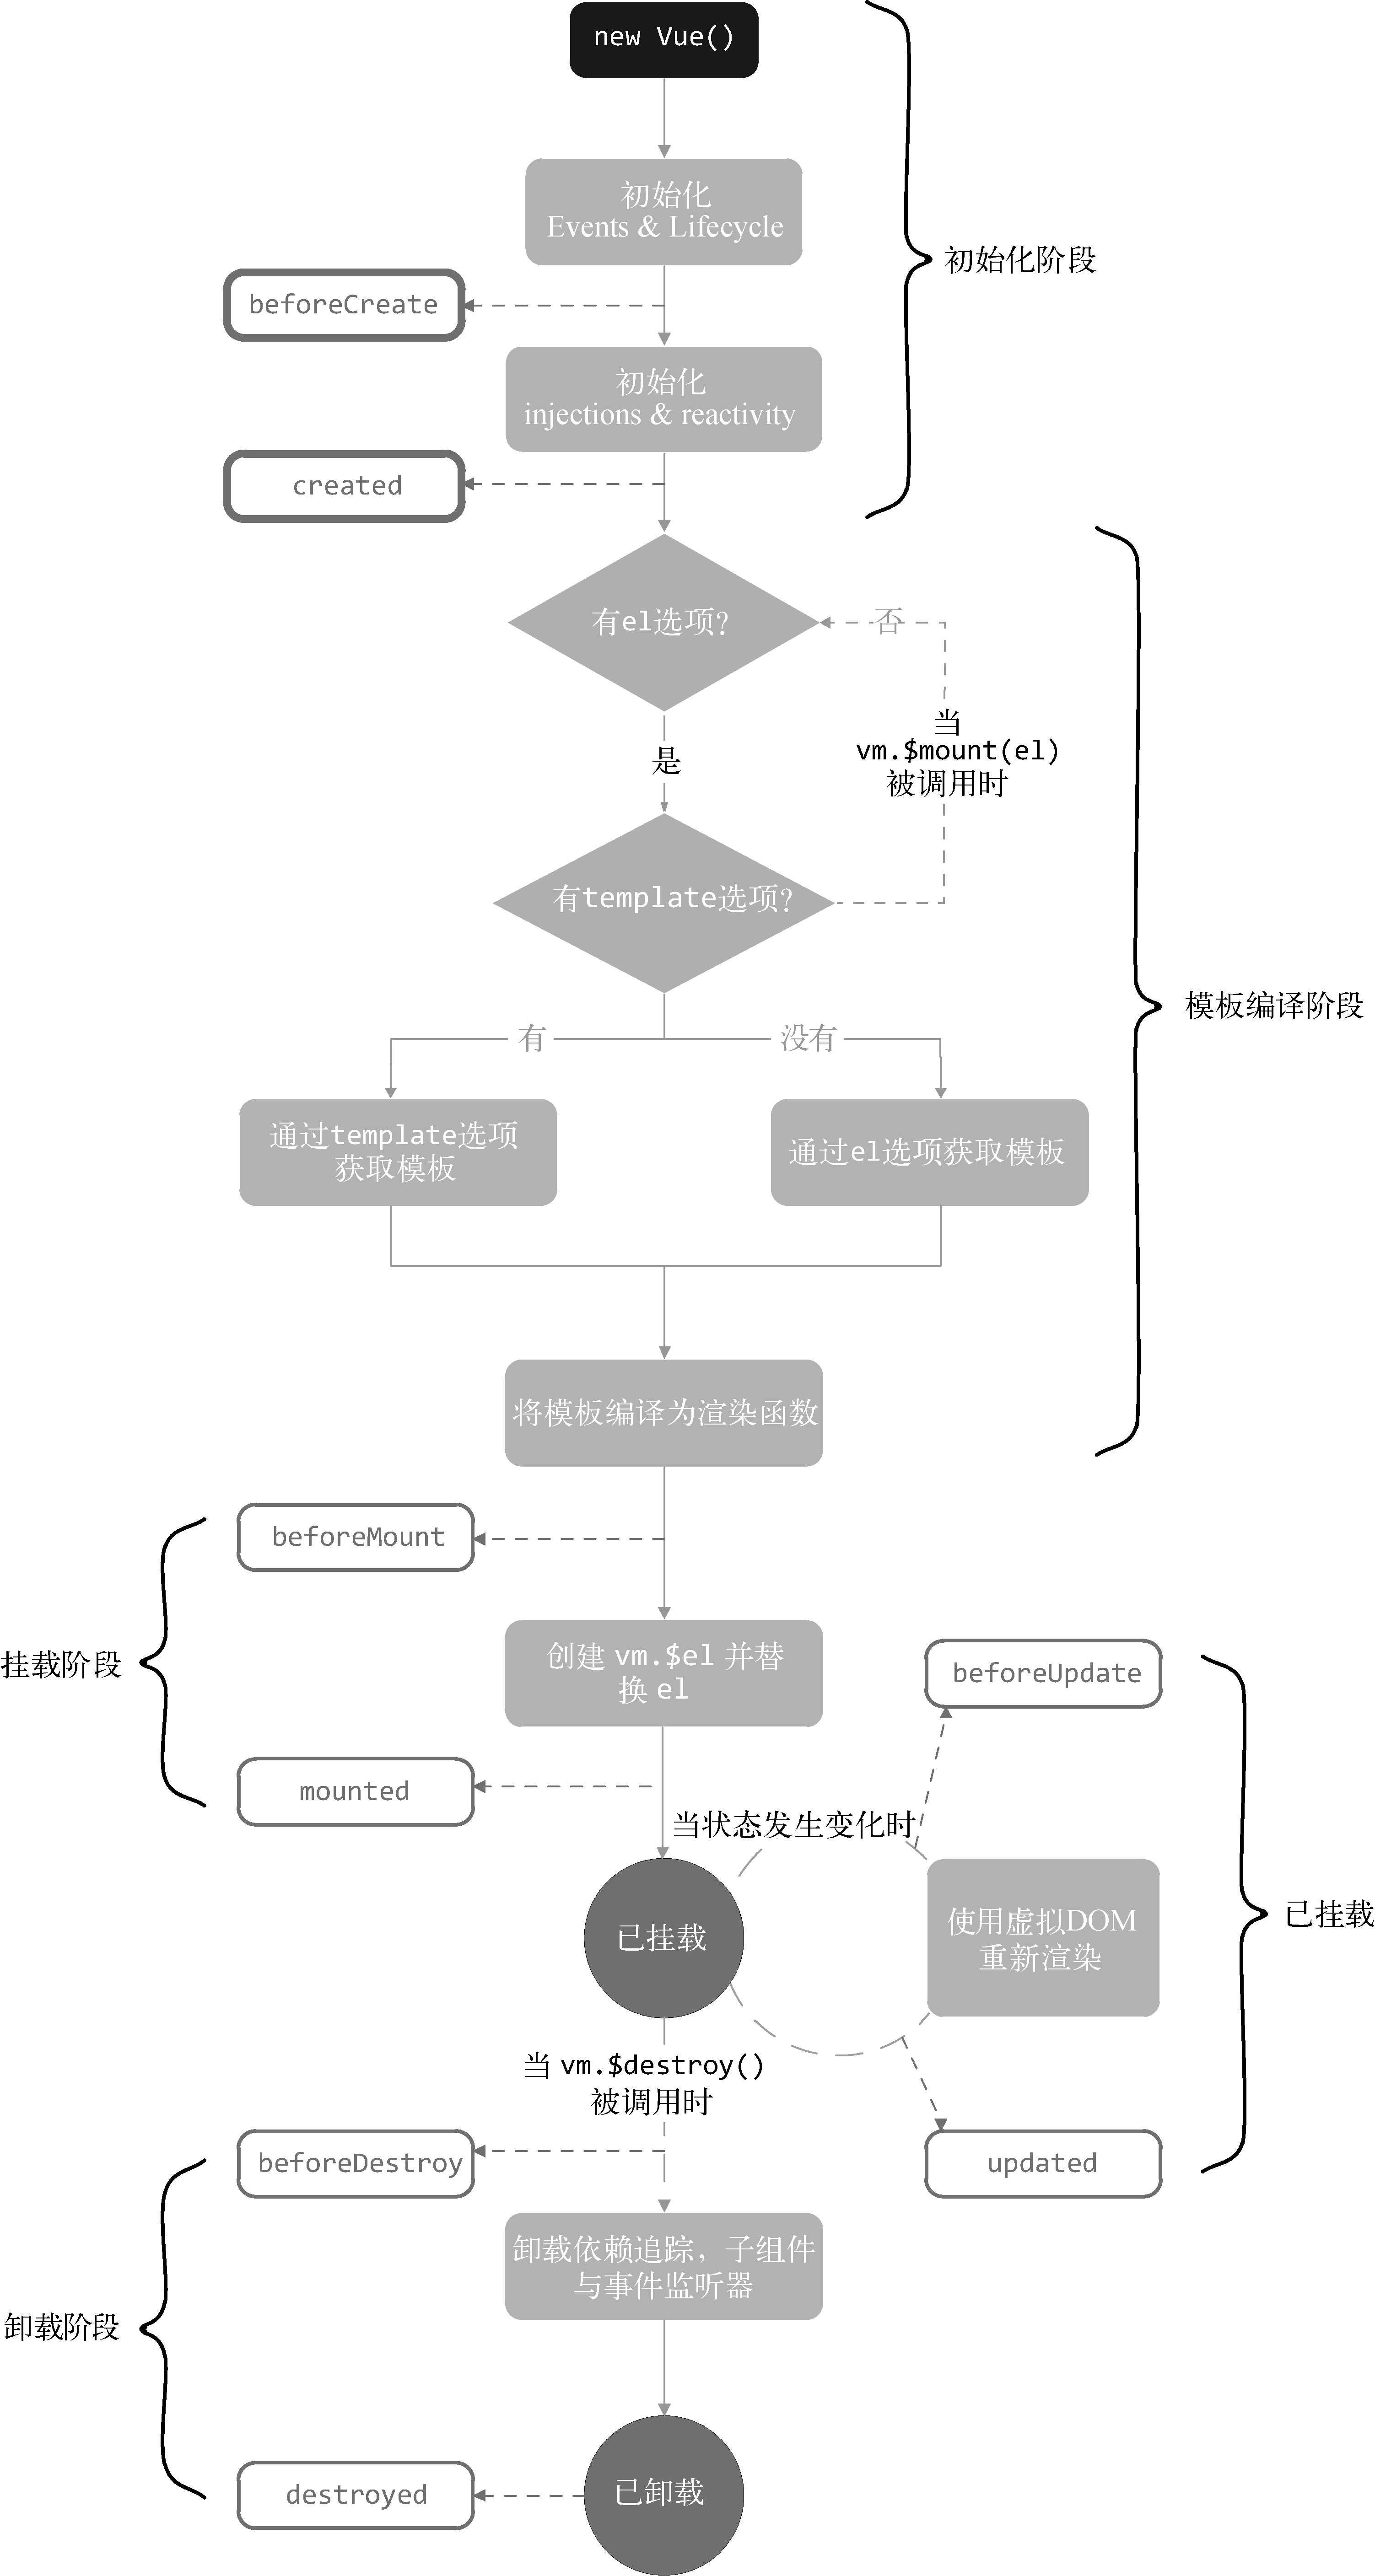 new Vue()
初始化
Events & Lifecycle
初始化阶段
beforeCreate
初始化
injections & reactivity
created
有el选项?
否
当
vm.$mount(el)
被调用时
是
有template选项?
模板编译阶段
有
没有
通过template选项
获取模板
通过el选项获取模板
将模板编译为渲染函数
beforeMount
挂载阶段
创建 vm.$el 并替
换 el
beforeUpdate
mounted
当状态发生变化时
已挂载
使用虚拟DOM
重新渲染
已挂载
当 vm.$destroy()
被调用时
beforeDestroy
updated
卸载依赖追踪，子组件
与事件监听器
卸载阶段
destroyed
已卸载